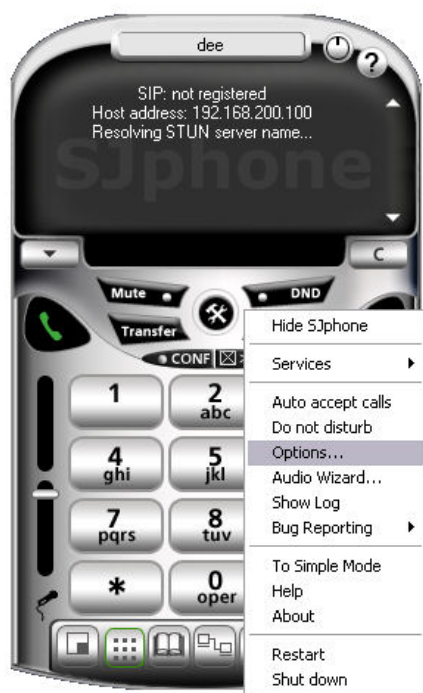 dee
?
SIP: not registered
Host address: 192.168.200.100
Resolving STUN server name...
SJphone
C
Mute
DND
Transfer
CONF
Hide SJphone
Services
Auto accept calls
Do not disturb
Options...
Audio Wizard...
Show Log
Bug Reporting
To Simple Mode
Help
About
Restart
Shut down
1
2
abc
4
ghi
5
jkl
7
pqrs
8
tuv
*
0
oper